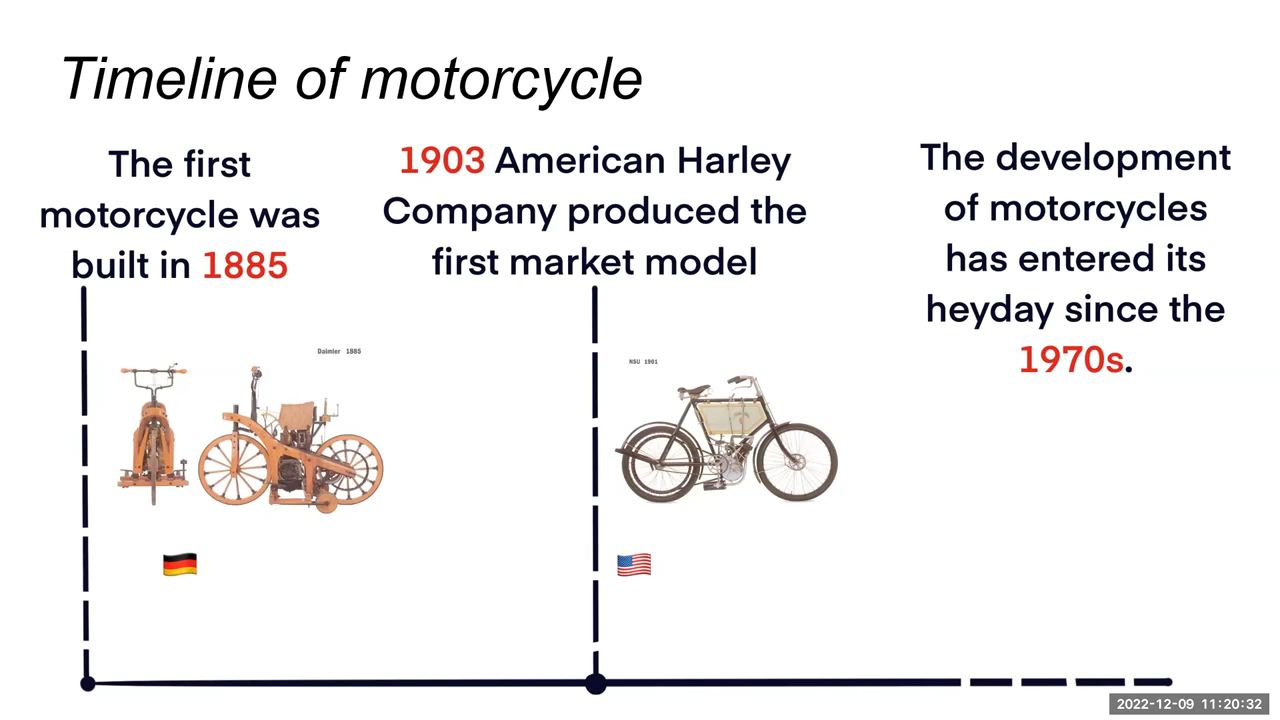 Timeline of motorcycle
The first
motorcycle was
built in 1885
1903 American Harley
Company produced the
first market model
The development
of motorcycles
has entered its
heyday since the
1970s.
Daimler 1885
NSU 1901
2022-12-09 11:20:32